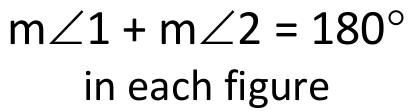 m∠1 + m∠2 = 180°
in each figure